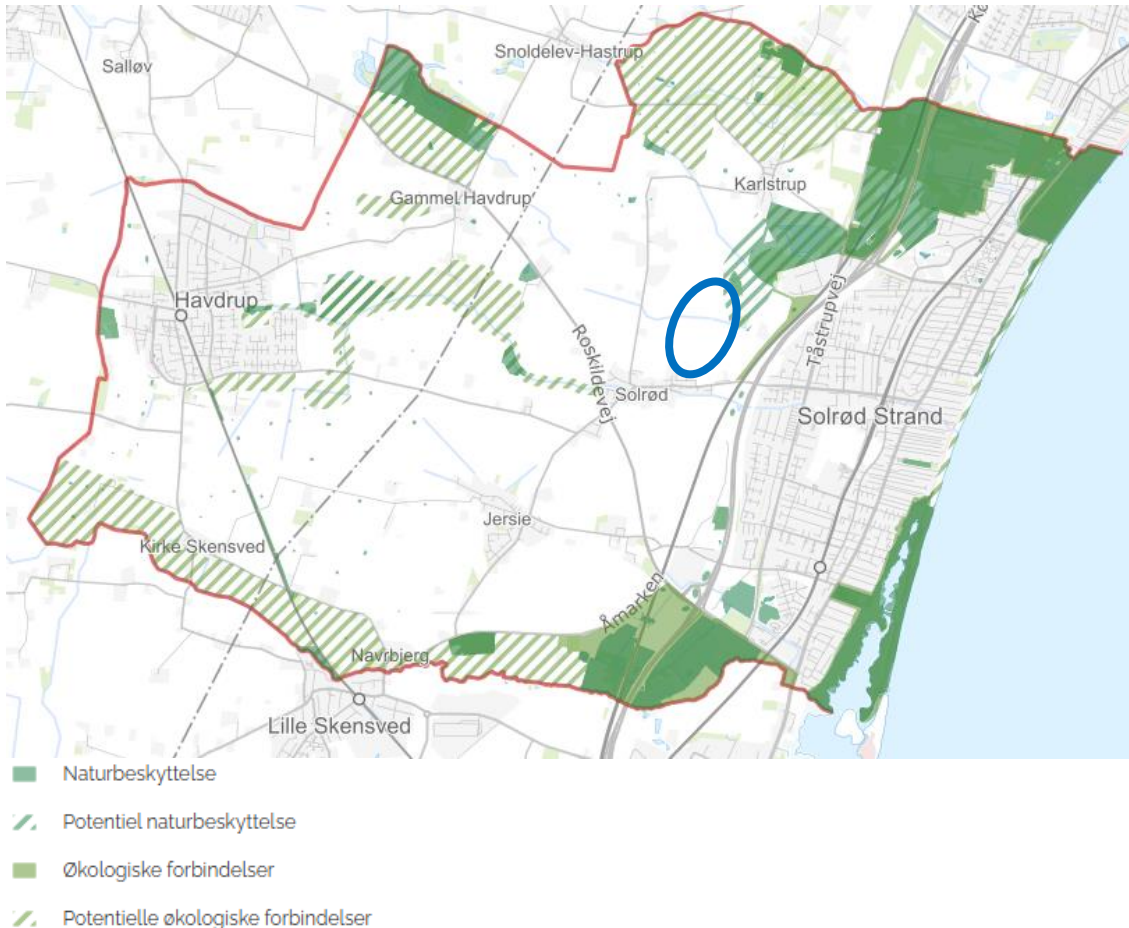 Kø
Snoldelev-Hastrup
Salløv
Karlstrup
Gammel Havdrup
Havdrup
Tåstrupvej
Roskildevej
Solrød
Solrød Strand
Jersie
Kirke Skensved
Åmarken
Navrbjerg
Lille Skensved
Naturbeskyttelse
Potentiel naturbeskyttelse
Økologiske forbindelser
Potentielle økologiske forbindelser